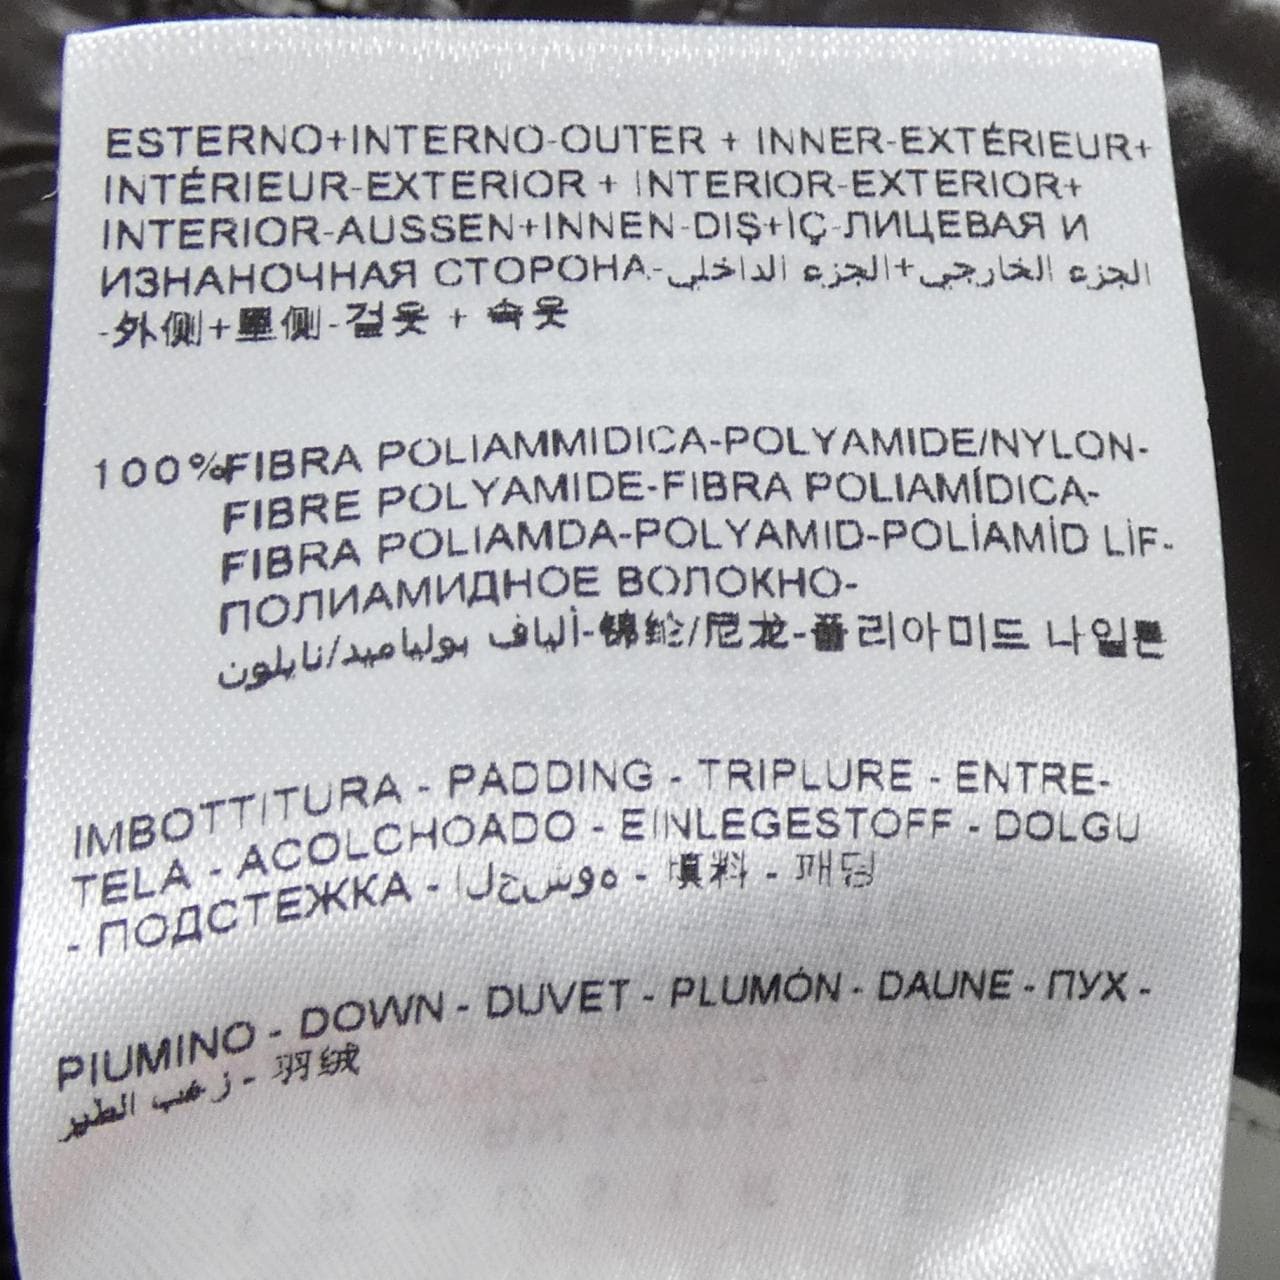 ESTERNO+INTERNO-OUTER + INNER-EXTÉRIEUR+
INTÉRIEUR-EXTERIOR + INTERIOR-EXTERIOR+
INTERIOR-AUSSEN+INNEN-DIŞ+İÇ-ЛИЦЕВАЯ И
ИЗНАНОЧНАЯ СТОРОНА-الجزء الخارجي+الجزء الداخلي
-外侧+里侧-겉옷 + 속옷
100%FIBRA POLIAMMIDICA-POLYAMIDE/NYLON-
FIBRE POLYAMIDE-FIBRA POLIAMÍDICA-
FIBRA POLIAMDA-POLYAMID-POLİAMİD LİF-
ПОЛИАМИДНОЕ ВОЛОКНО-
ألياف بولياميد/نايلون-锦纶/尼龙-폴리아미드 나일론
IMBOTTITURA - PADDING - TRIPLURE - ENTRE-
TELA - ACOLCHOADO - EINLEGESTOFF - DOLGU
- ПОДСТЕЖКА - الحشوه - 填料 - 패딩
PIUMINO - DOWN - DUVET - PLUMÓN - DAUNE - ПУХ -
زغب الطير - 羽绒